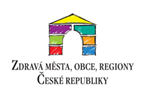 ZDRAVÁ MĚSTA, OBCE, REGIONY
ČESKÉ REPUBLIKY